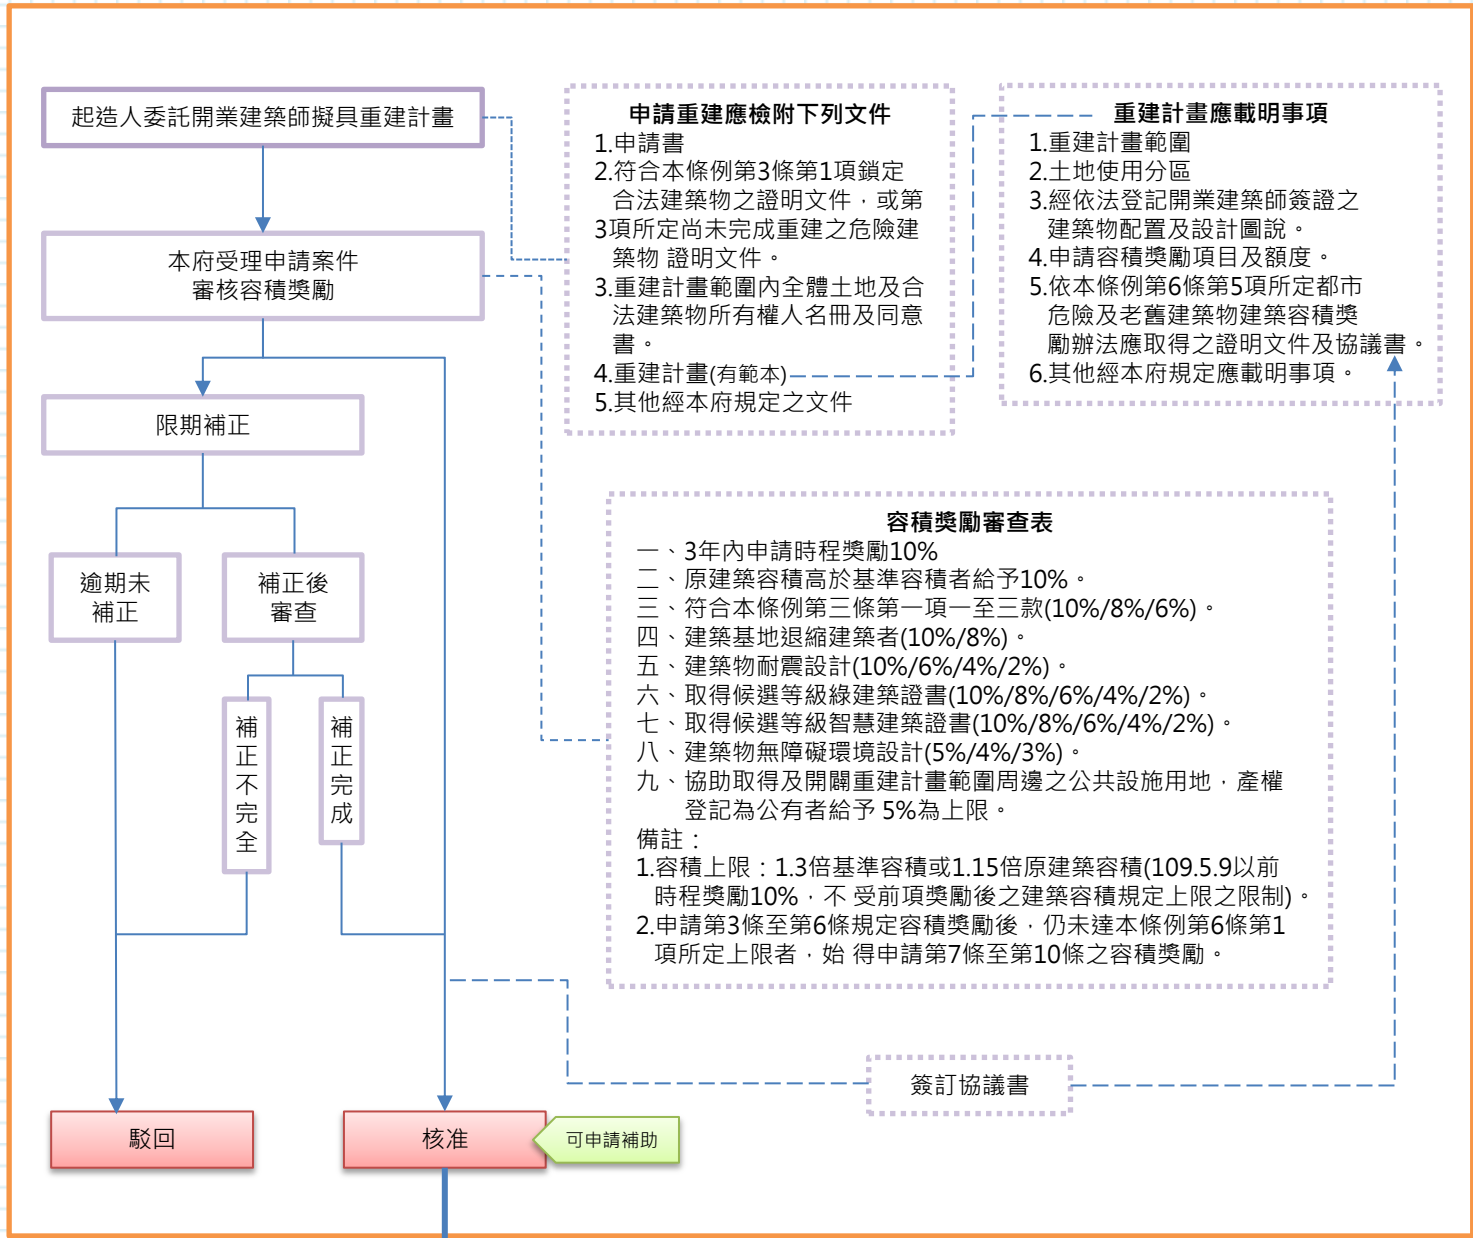 起造人委託開業建築師擬具重建計畫
本府受理申請案件
審核容積獎勵
限期補正
逾期未
補正
補正後
審查
補正不完全
補正完成
駁回
核准
可申請補助
申請重建應檢附下列文件
1.申請書
2.符合本條例第3條第1項鎖定
合法建築物之證明文件，或第
3項所定尚未完成重建之危險建
築物 證明文件。
3.重建計畫範圍內全體土地及合
法建築物所有權人名冊及同意
書。
4.重建計畫(有範本)
5.其他經本府規定之文件
重建計畫應載明事項
1.重建計畫範圍
2.土地使用分區
3.經依法登記開業建築師簽證之
建築物配置及設計圖說。
4.申請容積獎勵項目及額度。
5.依本條例第6條第5項所定都市
危險及老舊建築物建築容積獎
勵辦法應取得之證明文件及協議書。
6.其他經本府規定應載明事項。
容積獎勵審查表
一、3年內申請時程獎勵10%
二、原建築容積高於基準容積者給予10%。
三、符合本條例第三條第一項一至三款(10%/8%/6%)。
四、建築基地退縮建築者(10%/8%)。
五、建築物耐震設計(10%/6%/4%/2%)。
六、取得候選等級綠建築證書(10%/8%/6%/4%/2%)。
七、取得候選等級智慧建築證書(10%/8%/6%/4%/2%)。
八、建築物無障礙環境設計(5%/4%/3%)。
九、協助取得及開闢重建計畫範圍周邊之公共設施用地，產權
登記為公有者給予 5%為上限。
備註：
1.容積上限：1.3倍基準容積或1.15倍原建築容積(109.5.9以前
時程獎勵10%，不 受前項獎勵後之建築容積規定上限之限制)。
2.申請第3條至第6條規定容積獎勵後，仍未達本條例第6條第1
項所定上限者，始 得申請第7條至第10條之容積獎勵。
簽訂協議書